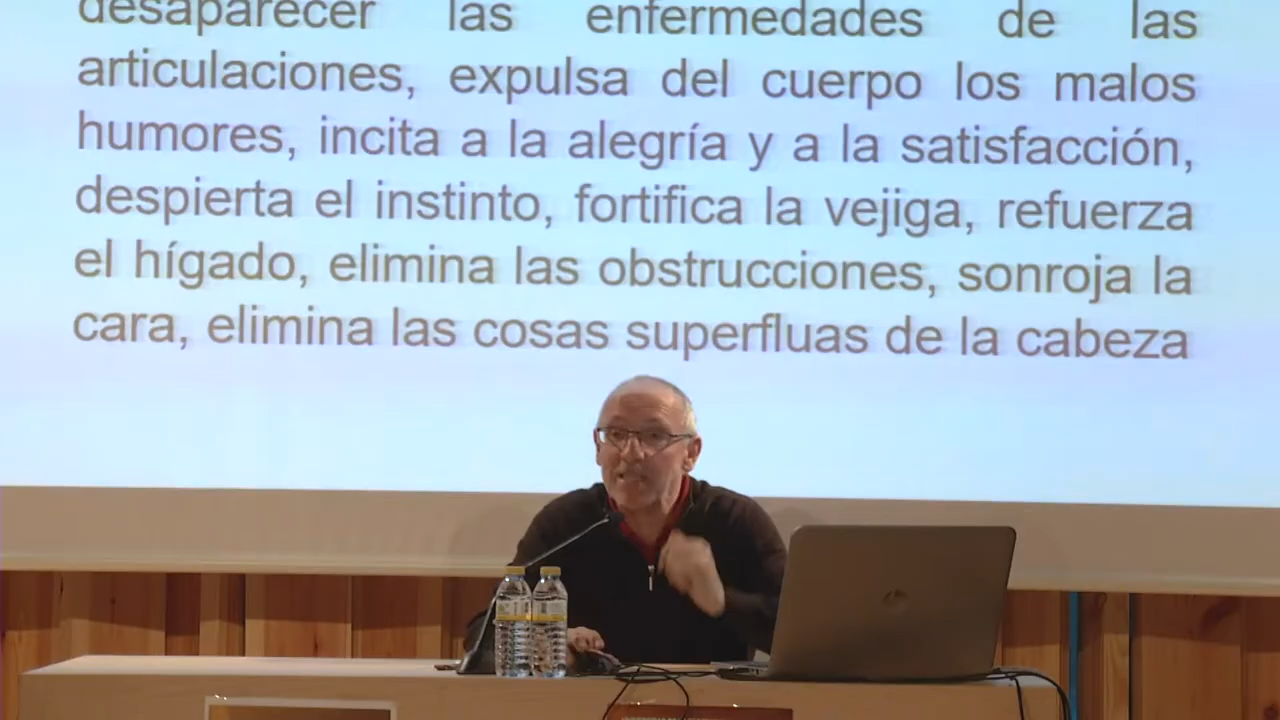 desaparecer las enfermedades de las
articulaciones, expulsa del cuerpo los malos
humores, incita a la alegría y a la satisfacción,
despierta el instinto, fortifica la vejiga, refuerza
el hígado, elimina las obstrucciones, sonroja la
cara, elimina las cosas superfluas de la cabeza